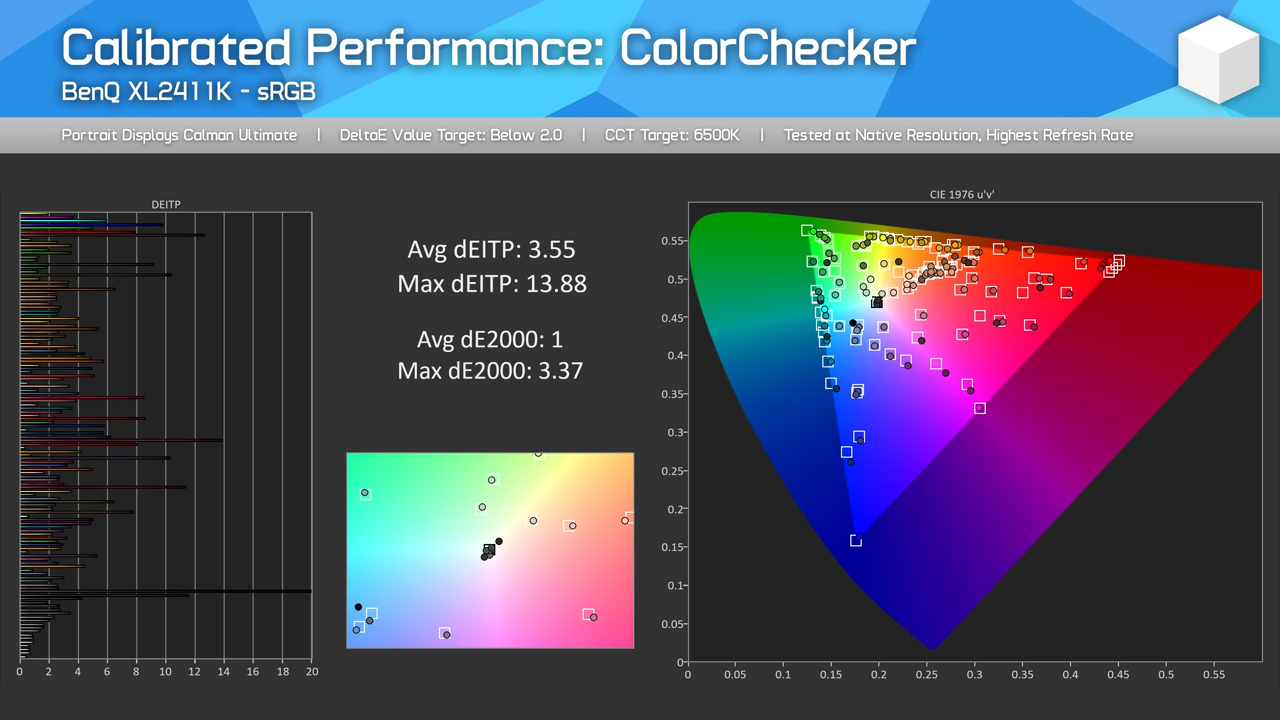 Calibrated Performance: ColorChecker
BenQ XL2411K - sRGB
Portrait Displays Calman Ultimate | DeltaE Value Target: Below 2.0 | CCT Target: 6500K | Tested at Native Resolution, Highest Refresh Rate
DEITP
0 2 4 6 8 10 12 14 16 18 20
Avg dEITP: 3.55
Max dEITP: 13.88
Avg dE2000: 1
Max dE2000: 3.37
CIE 1976 u'v'
0.55
0.5
0.45
0.4
0.35
0.3
0.25
0.2
0.15
0.1
0.05
0
0 0.05 0.1 0.15 0.2 0.25 0.3 0.35 0.4 0.45 0.5 0.55